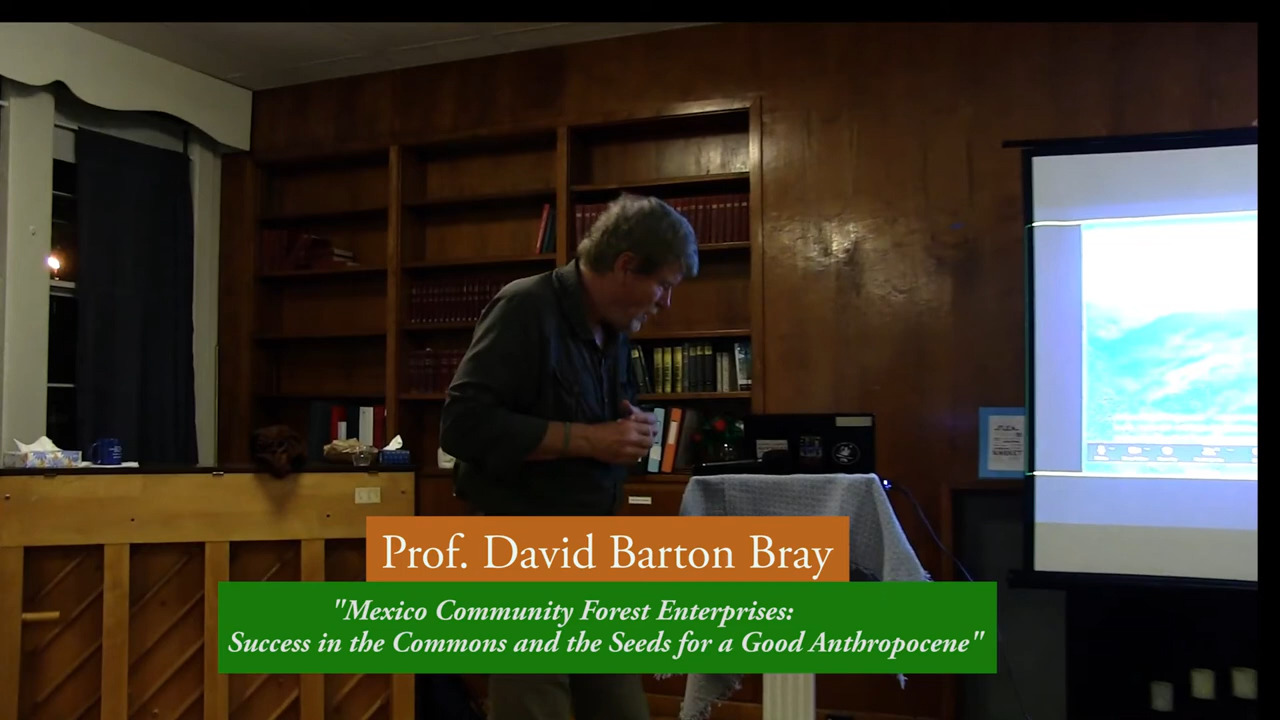 Prof. David Barton Bray
"Mexico Community Forest Enterprises:
Success in the Commons and the Seeds for a Good Anthropocene"